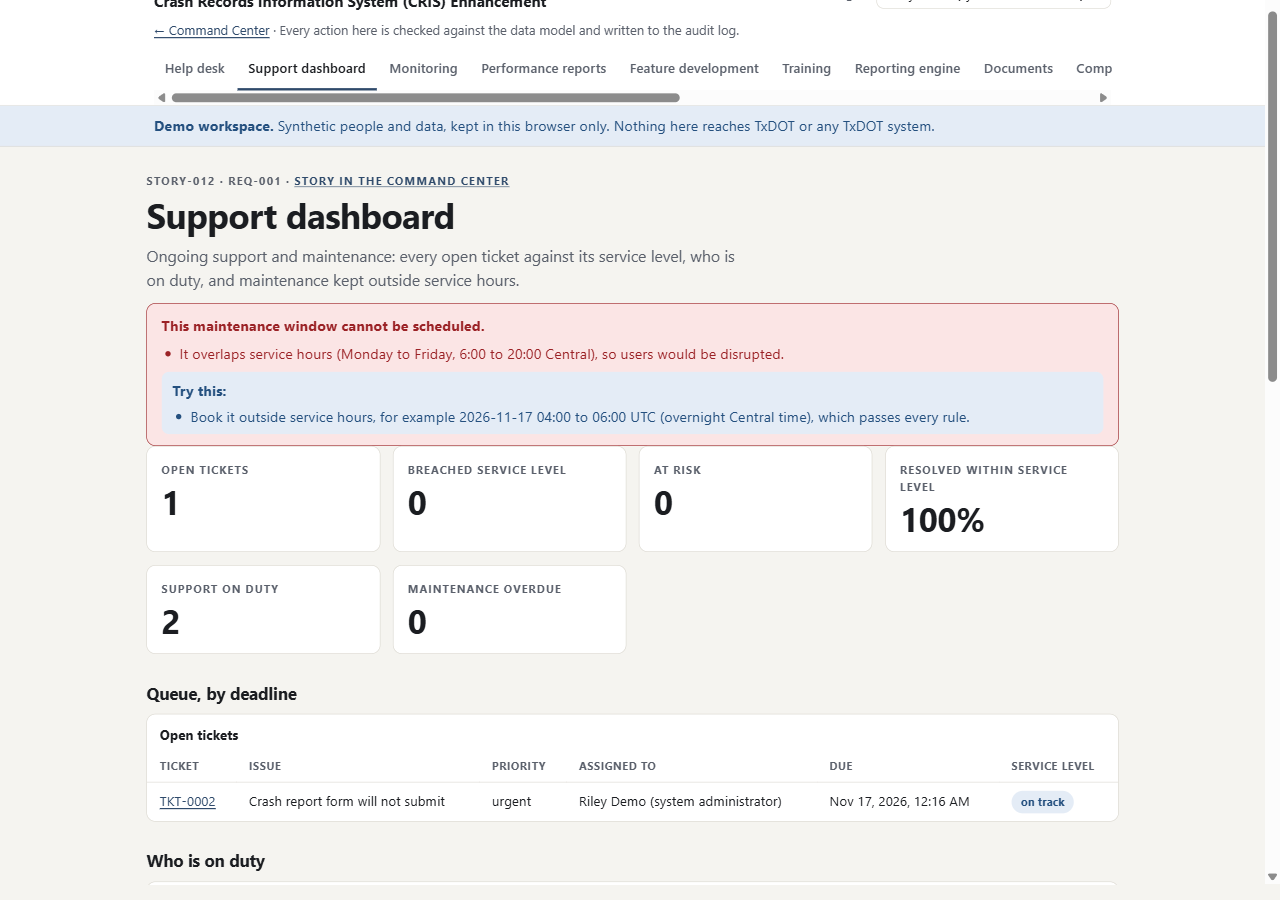 Crash Records Information System (CRIS) Enhancement
← Command Center · Every action here is checked against the data model and written to the audit log.
Help desk Support dashboard Monitoring Performance reports Feature development Training Reporting engine Documents Comp
Demo workspace. Synthetic people and data, kept in this browser only. Nothing here reaches TxDOT or any TxDOT system.
STORY-012 · REQ-001 · STORY IN THE COMMAND CENTER
Support dashboard
Ongoing support and maintenance: every open ticket against its service level, who is
on duty, and maintenance kept outside service hours.
This maintenance window cannot be scheduled.
• It overlaps service hours (Monday to Friday, 6:00 to 20:00 Central), so users would be disrupted.
Try this:
• Book it outside service hours, for example 2026-11-17 04:00 to 06:00 UTC (overnight Central time), which passes every rule.
OPEN TICKETS
1
BREACHED SERVICE LEVEL
0
AT RISK
0
RESOLVED WITHIN SERVICE
LEVEL
100%
SUPPORT ON DUTY
2
MAINTENANCE OVERDUE
0
Queue, by deadline
Open tickets
TICKET ISSUE PRIORITY ASSIGNED TO DUE SERVICE LEVEL
TKT-0002 Crash report form will not submit urgent Riley Demo (system administrator) Nov 17, 2026, 12:16 AM on track
Who is on duty